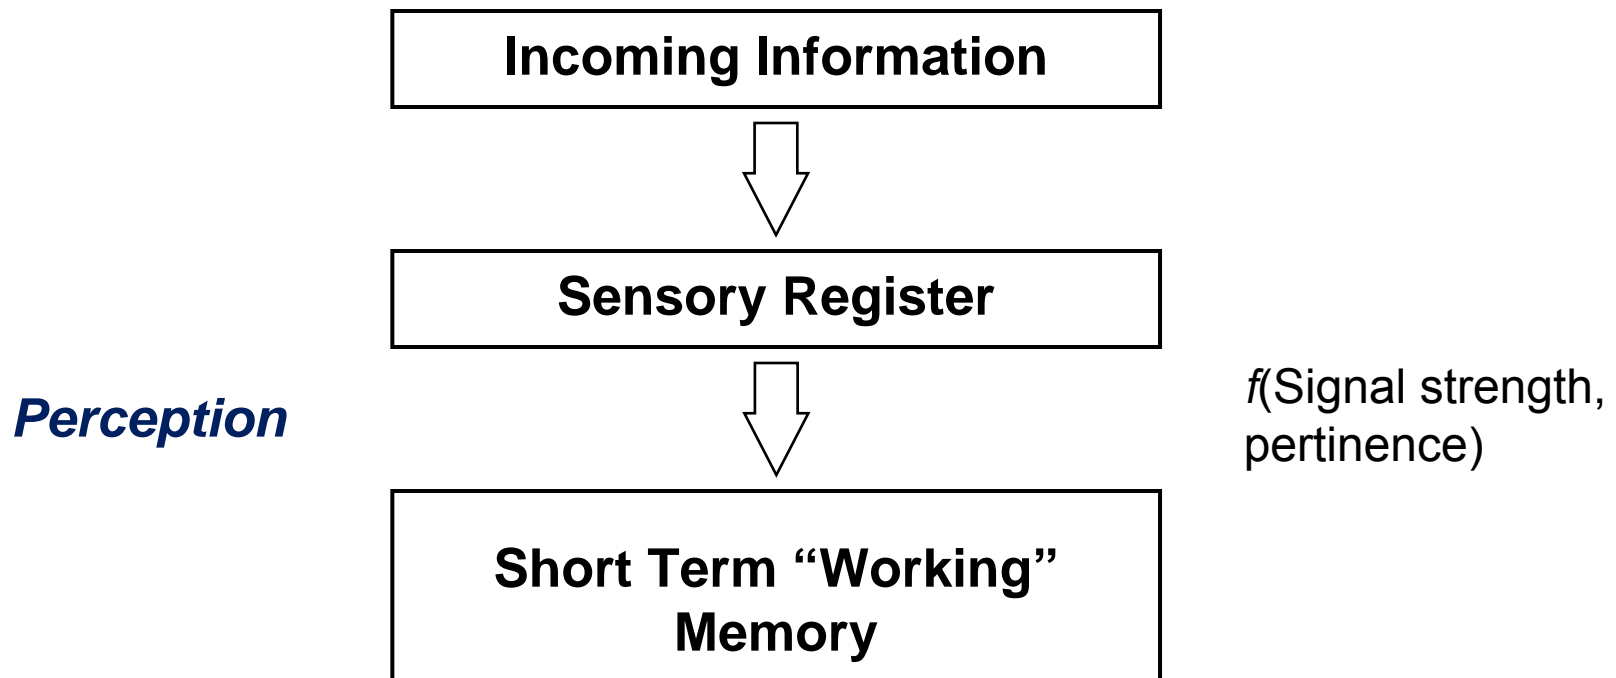 Incoming Information
Sensory Register
Perception
f(Signal strength,
pertinence)
Short Term “Working”
Memory